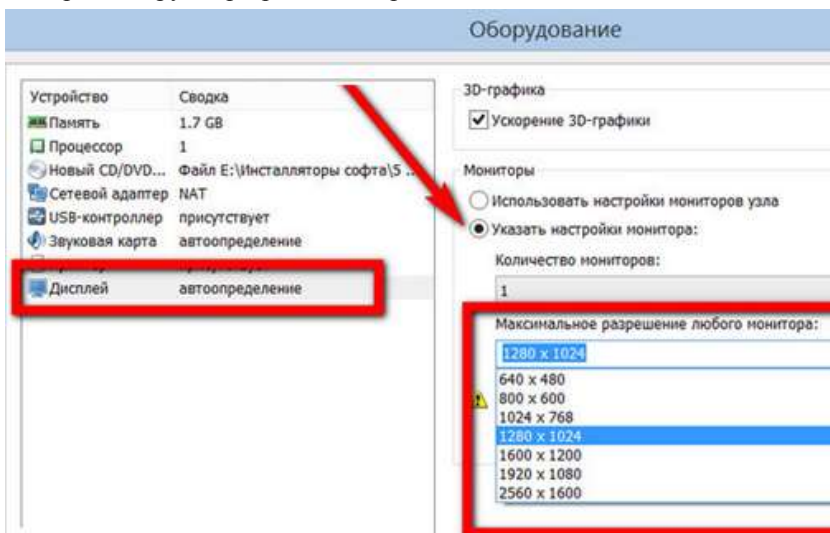 Оборудование
Устройство Сводка
Память 1.7 GB
Процессор 1
Новый CD/DVD... Файл E:\Инсталляторы софта\5 ...
Сетевой адаптер NAT
USB-контроллер присутствует
Звуковая карта автоопределение
Дисплей автоопределение
3D-графика
Ускорение 3D-графики
Мониторы
Использовать настройки мониторов узла
Указать настройки монитора:
Количество мониторов:
1
Максимальное разрешение любого монитора:
1280 x 1024
640 x 480
800 x 600
1024 x 768
1280 x 1024
1600 x 1200
1920 x 1080
2560 x 1600